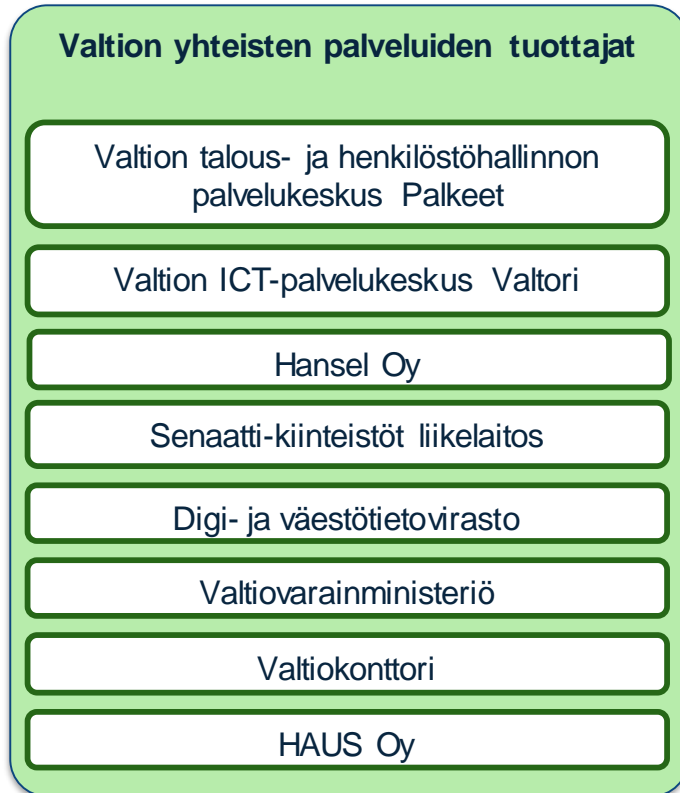 Valtion yhteisten palveluiden tuottajat
Valtion talous- ja henkilöstöhallinnon
palvelukeskus Palkeet
Valtion ICT-palvelukeskus Valtori
Hansel Oy
Senaatti-kiinteistöt liikelaitos
Digi- ja väestötietovirasto
Valtiovarainministeriö
Valtiokonttori
HAUS Oy